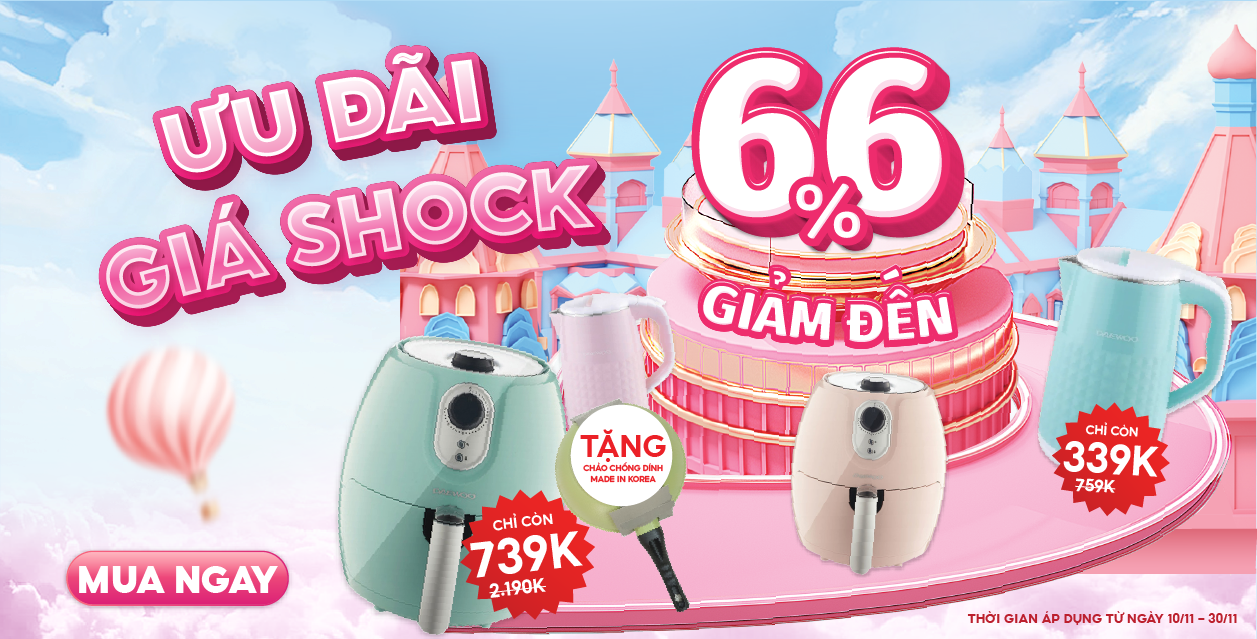 ƯU ĐÃI
GIÁ SHOCK
66%
GIẢM ĐẾN
DAEWOO
TẶNG
CHẢO CHỐNG DÍNH
MADE IN KOREA
CHỈ CÒN
739K
2.190K
CHỈ CÒN
339K
759K
MUA NGAY
THỜI GIAN ÁP DỤNG TỪ NGÀY 10/11 - 30/11